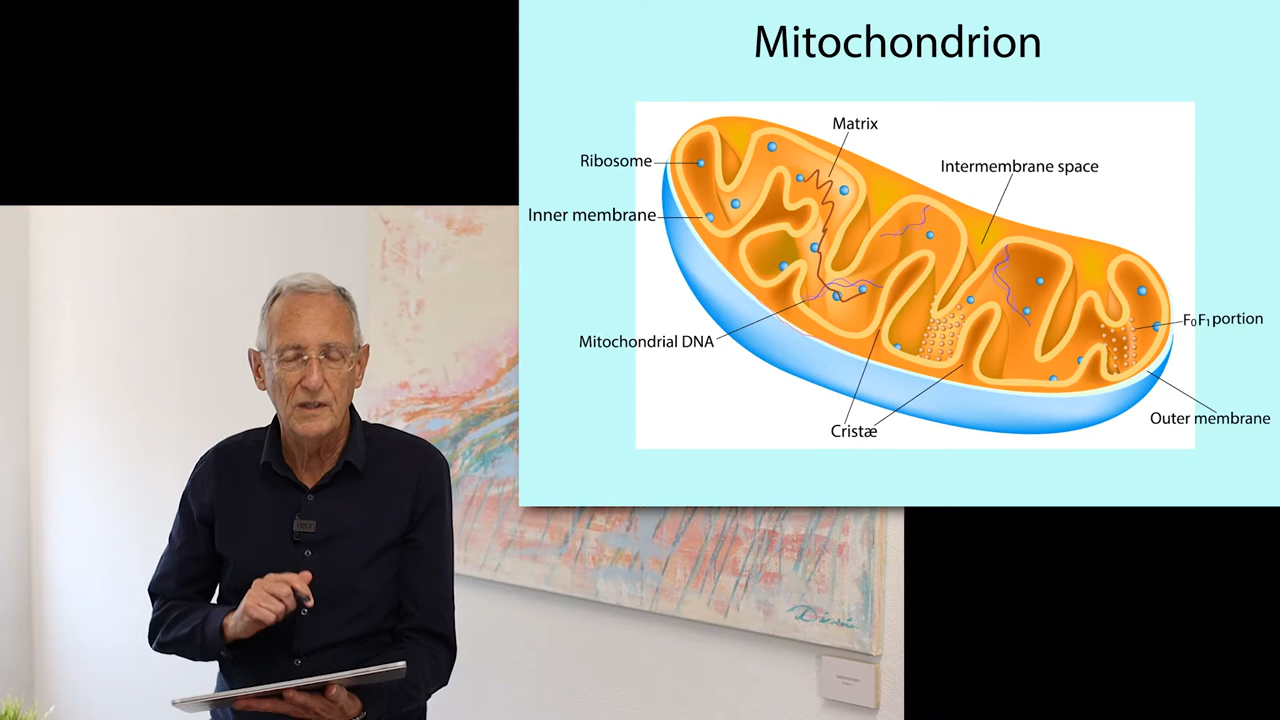 Mitochondrion
Matrix
Ribosome
Intermembrane space
Inner membrane
F₀F₁ portion
Mitochondrial DNA
Outer membrane
Cristæ